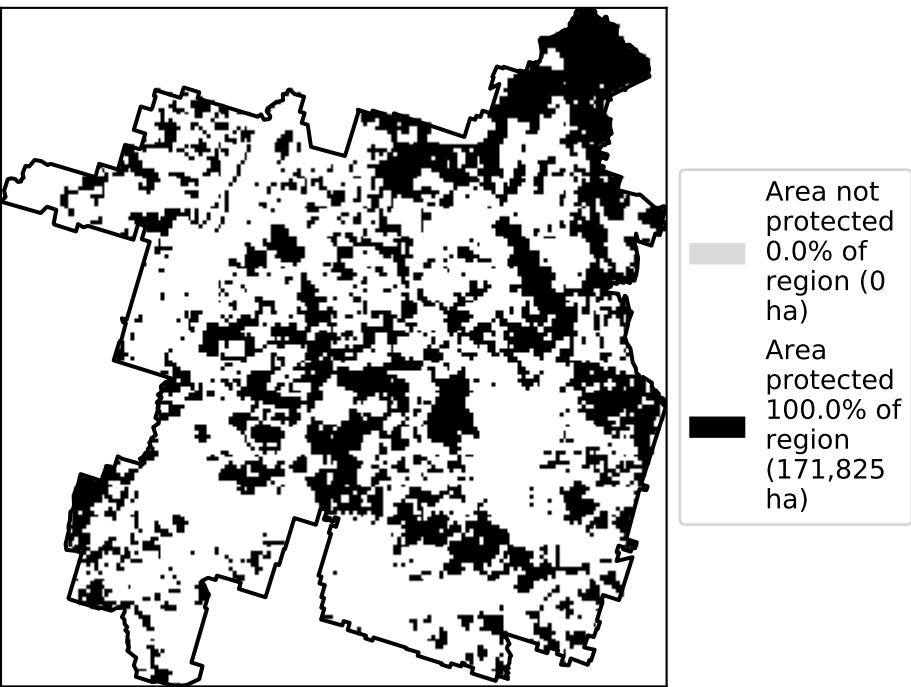 Area not
protected
0.0% of
region (0
ha)
Area
protected
100.0% of
region
(171,825
ha)